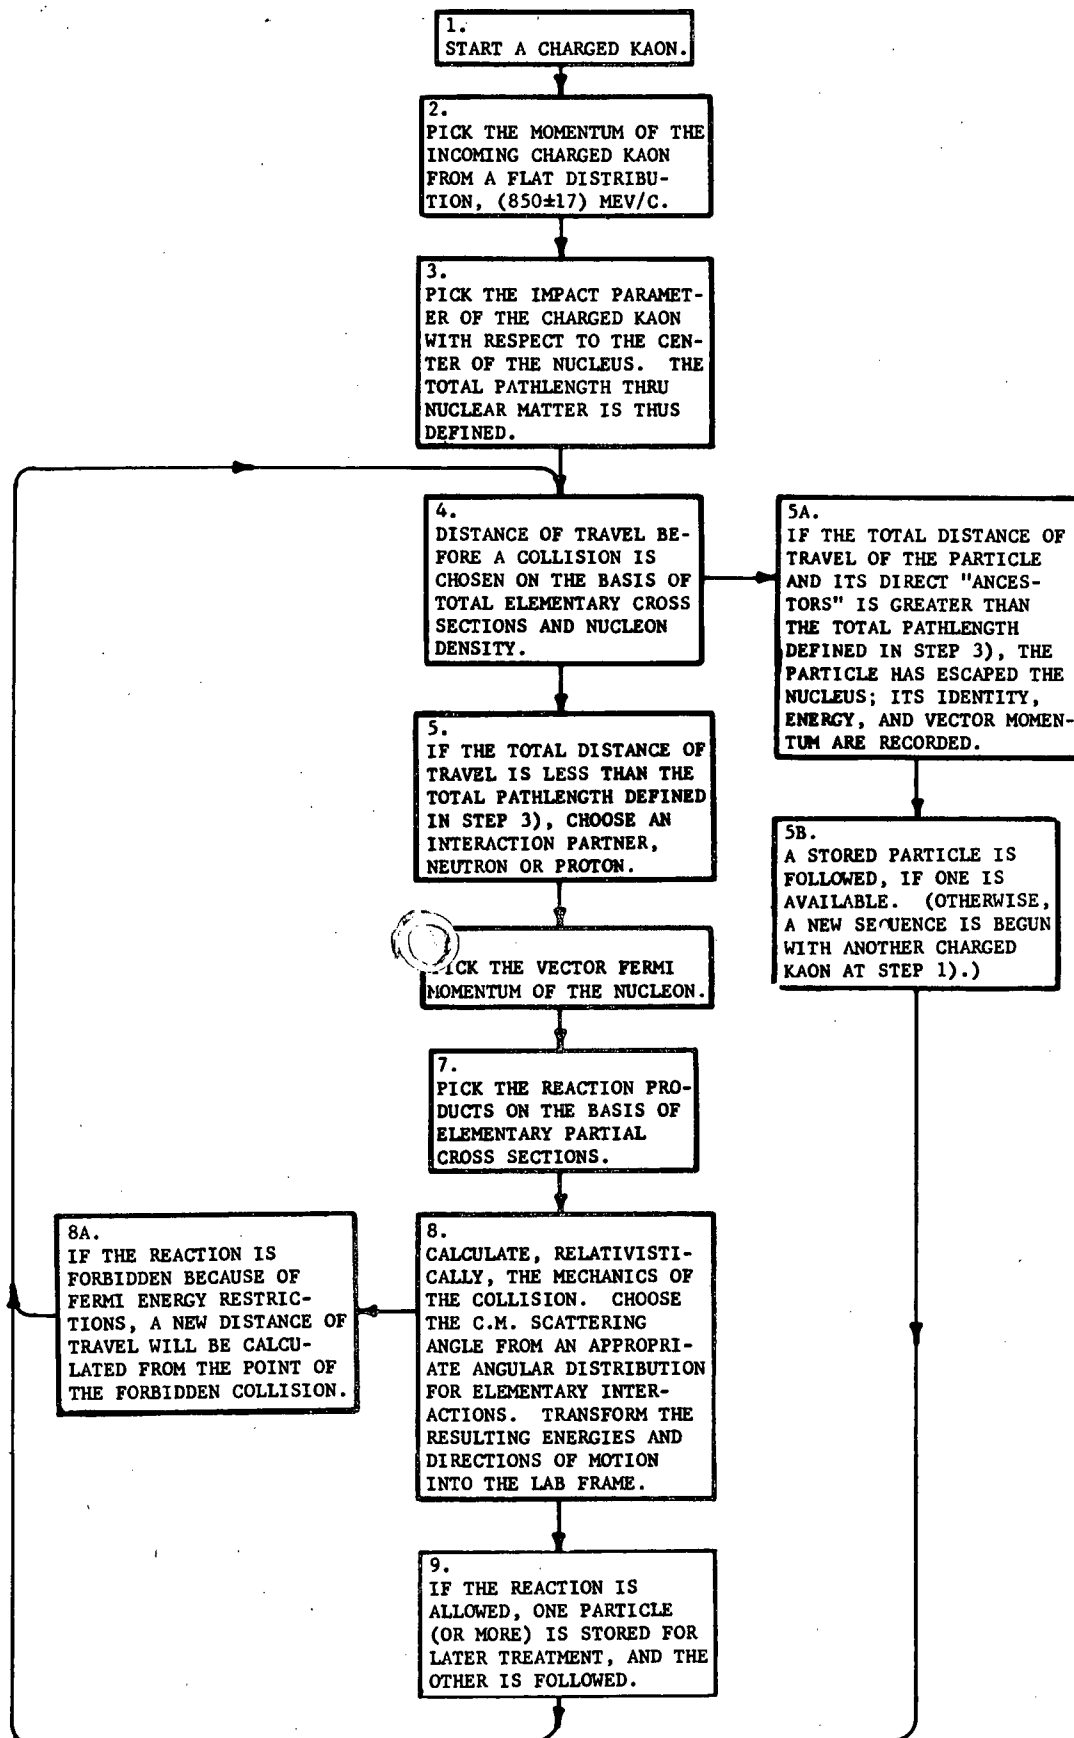 1.
START A CHARGED KAON.
2.
PICK THE MOMENTUM OF THE
INCOMING CHARGED KAON
FROM A FLAT DISTRIBU-
TION, (850±17) MEV/C.
3.
PICK THE IMPACT PARAMET-
ER OF THE CHARGED KAON
WITH RESPECT TO THE CEN-
TER OF THE NUCLEUS. THE
TOTAL PATHLENGTH THRU
NUCLEAR MATTER IS THUS
DEFINED.
4.
DISTANCE OF TRAVEL BE-
FORE A COLLISION IS
CHOSEN ON THE BASIS OF
TOTAL ELEMENTARY CROSS
SECTIONS AND NUCLEON
DENSITY.
5A.
IF THE TOTAL DISTANCE OF
TRAVEL OF THE PARTICLE
AND ITS DIRECT "ANCES-
TORS" IS GREATER THAN
THE TOTAL PATHLENGTH
DEFINED IN STEP 3), THE
PARTICLE HAS ESCAPED THE
NUCLEUS; ITS IDENTITY,
ENERGY, AND VECTOR MOMEN-
TUM ARE RECORDED.
5.
IF THE TOTAL DISTANCE OF
TRAVEL IS LESS THAN THE
TOTAL PATHLENGTH DEFINED
IN STEP 3), CHOOSE AN
INTERACTION PARTNER,
NEUTRON OR PROTON.
5B.
A STORED PARTICLE IS
FOLLOWED, IF ONE IS
AVAILABLE. (OTHERWISE,
A NEW SEQUENCE IS BEGUN
WITH ANOTHER CHARGED
KAON AT STEP 1).)
PICK THE VECTOR FERMI
MOMENTUM OF THE NUCLEON.
7.
PICK THE REACTION PRO-
DUCTS ON THE BASIS OF
ELEMENTARY PARTIAL
CROSS SECTIONS.
8A.
IF THE REACTION IS
FORBIDDEN BECAUSE OF
FERMI ENERGY RESTRIC-
TIONS, A NEW DISTANCE OF
TRAVEL WILL BE CALCU-
LATED FROM THE POINT OF
THE FORBIDDEN COLLISION.
8.
CALCULATE, RELATIVISTI-
CALLY, THE MECHANICS OF
THE COLLISION. CHOOSE
THE C.M. SCATTERING
ANGLE FROM AN APPROPRI-
ATE ANGULAR DISTRIBUTION
FOR ELEMENTARY INTER-
ACTIONS. TRANSFORM THE
RESULTING ENERGIES AND
DIRECTIONS OF MOTION
INTO THE LAB FRAME.
9.
IF THE REACTION IS
ALLOWED, ONE PARTICLE
(OR MORE) IS STORED FOR
LATER TREATMENT, AND THE
OTHER IS FOLLOWED.